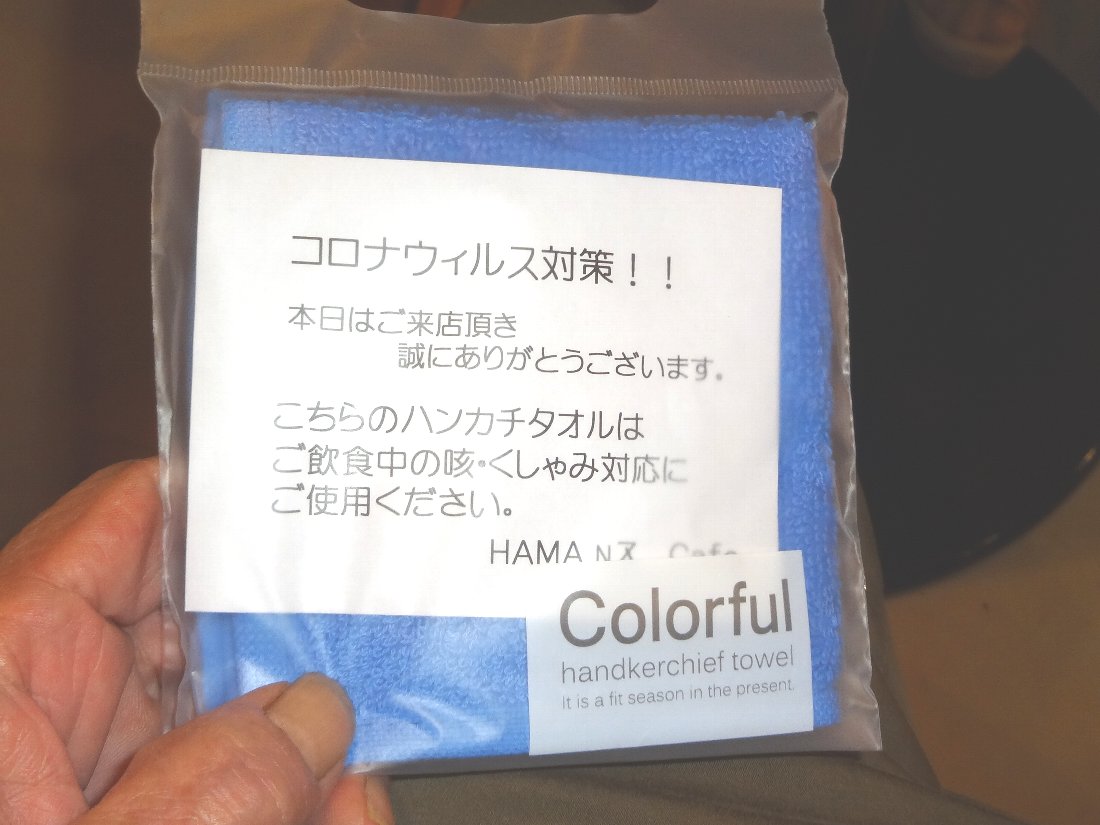 コロナウィルス対策！！
本日はご来店頂き
誠にありがとうございます。
こちらのハンカチタオルは
ご飲食中の咳・くしゃみ対応に
ご使用ください。
HAMA Cafe
Colorful
handkerchief towel
it is a fit season in the present.